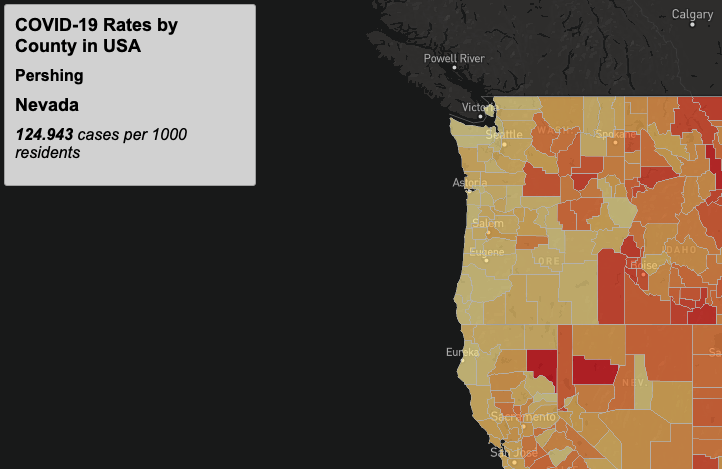 COVID-19 Rates by
County in USA
Pershing
Nevada
124.943 cases per 1000
residents
Calgary
Powell River
Victoria
Seattle
WASH
Spokane
Astoria
Salem
Eugene
ORE
IDAHO
Boise
Eureka
NEV.
Sa
Sacramento
San Jose